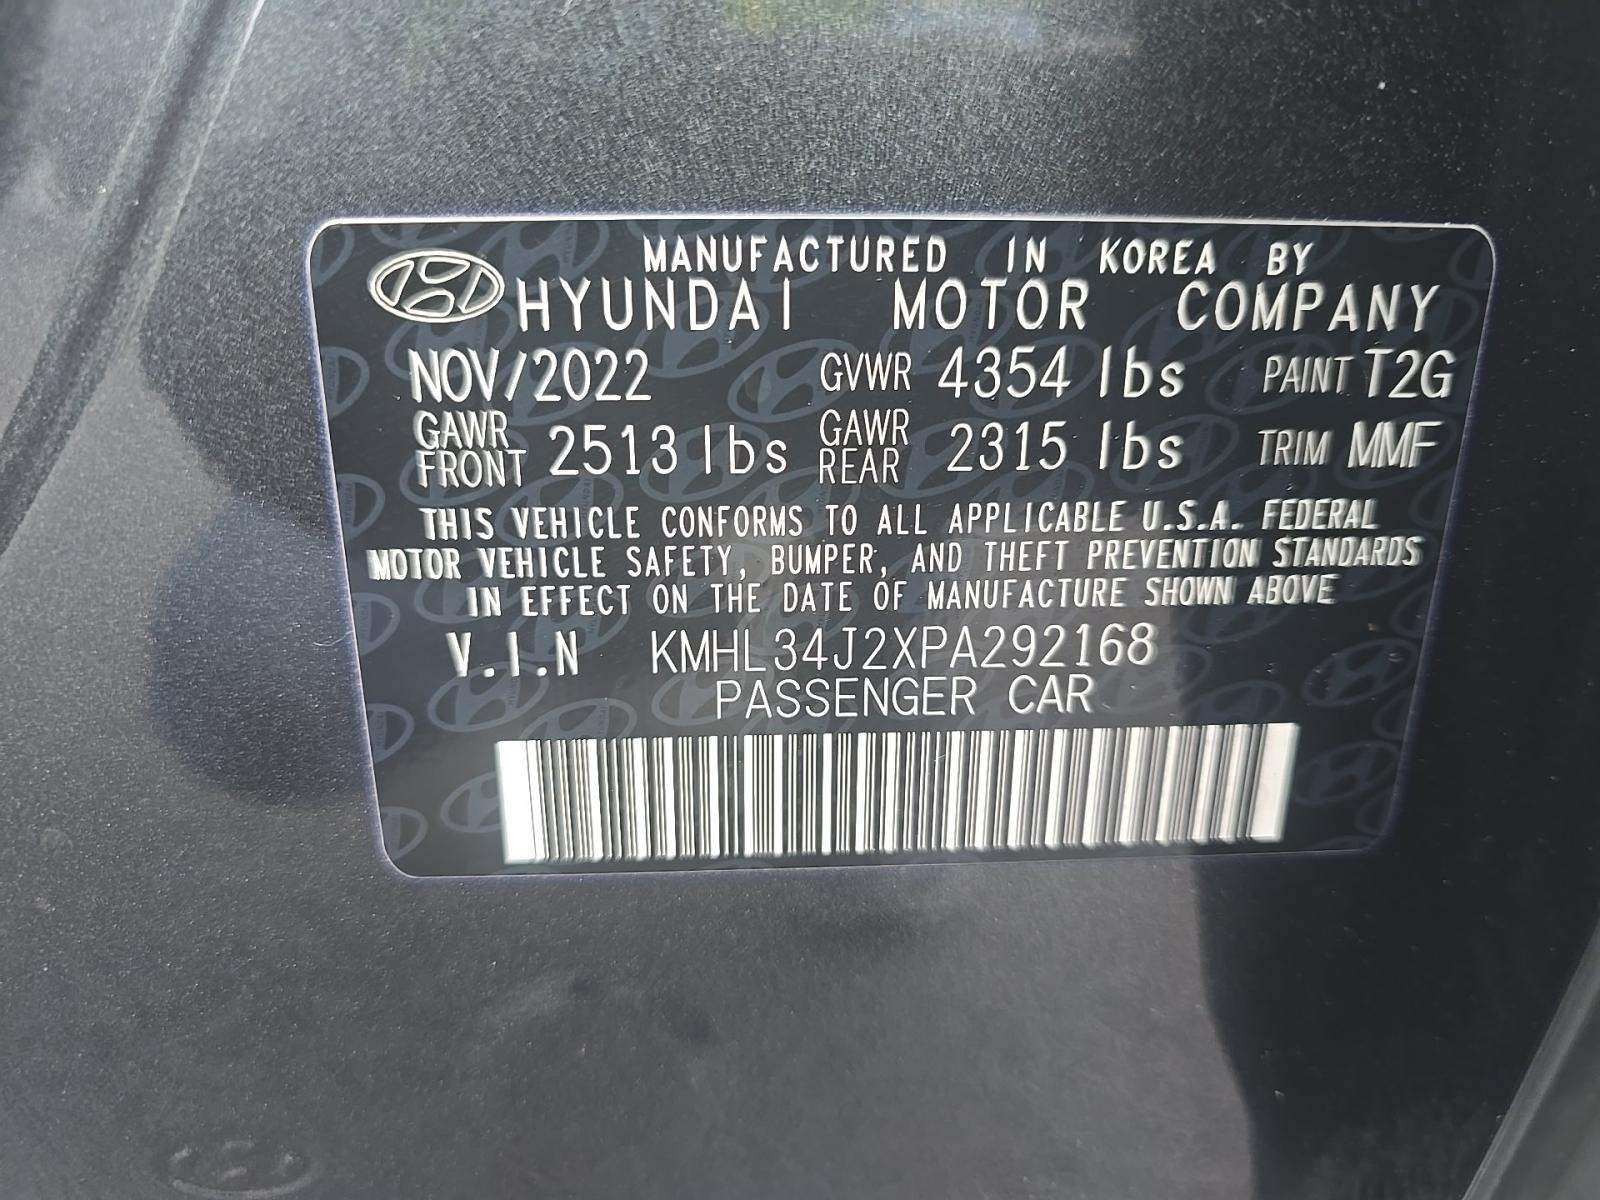 MANUFACTURED IN KOREA BY
HYUNDAI MOTOR COMPANY
NOV/2022 GVWR 4354 lbs PAINT T2G
GAWR FRONT 2513 lbs GAWR REAR 2315 lbs TRIM MMF
THIS VEHICLE CONFORMS TO ALL APPLICABLE U.S.A. FEDERAL
MOTOR VEHICLE SAFETY, BUMPER, AND THEFT PREVENTION STANDARDS
IN EFFECT ON THE DATE OF MANUFACTURE SHOWN ABOVE
V.I.N KMHL34J2XPA292168
PASSENGER CAR